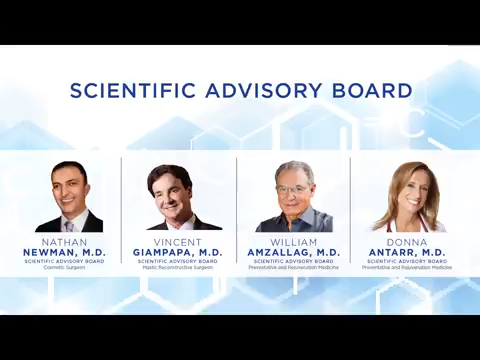 SCIENTIFIC ADVISORY BOARD
NATHAN
NEWMAN, M.D.
SCIENTIFIC ADVISORY BOARD
Cosmetic Surgeon
VINCENT
GIAMPAPA, M.D.
SCIENTIFIC ADVISORY BOARD
Plastic Reconstructive Surgeon
WILLIAM
AMZALLAG, M.D.
SCIENTIFIC ADVISORY BOARD
Preventative and Rejuvenation Medicine
DONNA
ANTARR, M.D.
SCIENTIFIC ADVISORY BOARD
Preventative and Rejuvenation Medicine